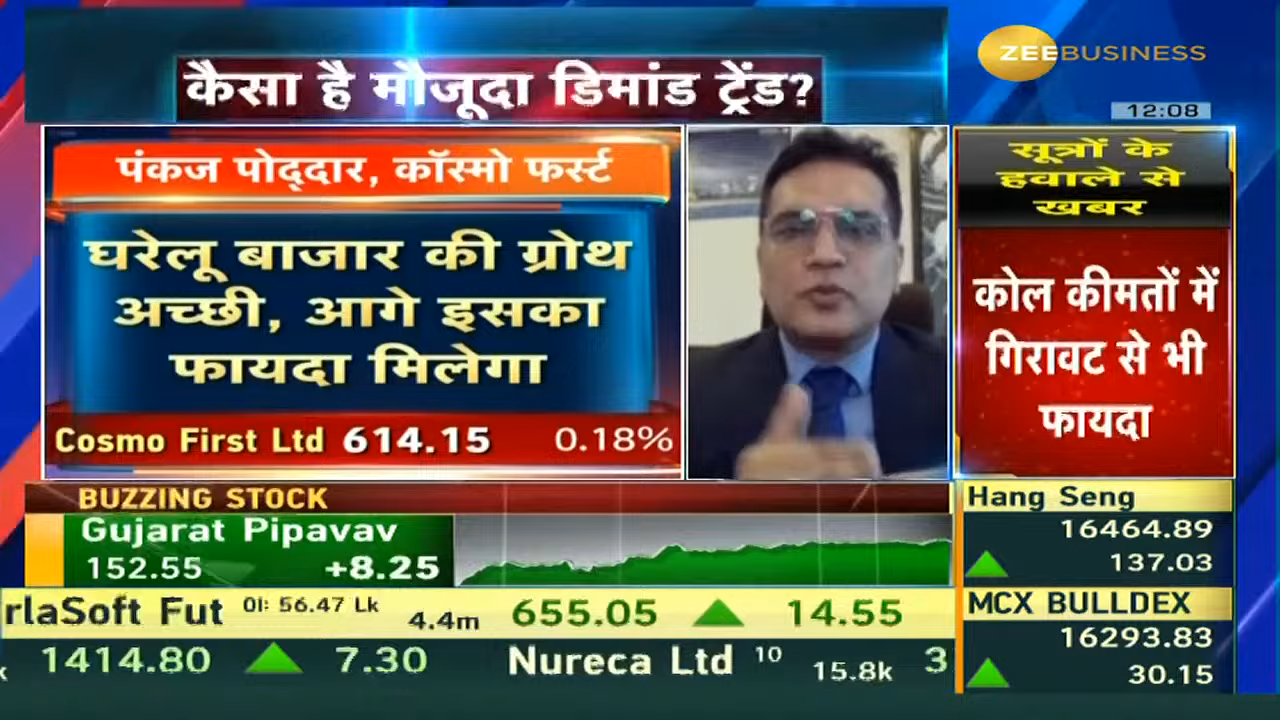 कैसा है मौजूदा डिमांड ट्रेंड?
ZEEBUSINESS
12:08
पंकज पोद्दार, कॉस्मो फर्स्ट
घरेलू बाजार की ग्रोथ
अच्छी, आगे इसका
फायदा मिलेगा
Cosmo First Ltd 614.15 0.18%
सूत्रों के
हवाले से
खबर
कोल कीमतों में
गिरावट से भी
फायदा
BUZZING STOCK
Gujarat Pipavav
152.55 +8.25
Hang Seng
16464.89
137.03
MCX BULLDEX
16293.83
30.15
rlaSoft Fut OI: 56.47 Lk 4.4m 655.05 14.55
k 1414.80 7.30 Nureca Ltd 10 15.8k 3